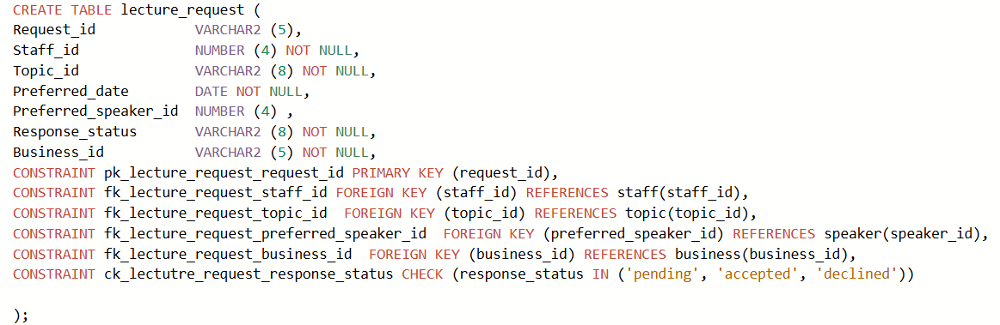 CREATE TABLE lecture_request (
Request_id VARCHAR2 (5),
Staff_id NUMBER (4) NOT NULL,
Topic_id VARCHAR2 (8) NOT NULL,
Preferred_date DATE NOT NULL,
Preferred_speaker_id NUMBER (4) ,
Response_status VARCHAR2 (8) NOT NULL,
Business_id VARCHAR2 (5) NOT NULL,
CONSTRAINT pk_lecture_request_request_id PRIMARY KEY (request_id),
CONSTRAINT fk_lecture_request_staff_id FOREIGN KEY (staff_id) REFERENCES staff(staff_id),
CONSTRAINT fk_lecture_request_topic_id FOREIGN KEY (topic_id) REFERENCES topic(topic_id),
CONSTRAINT fk_lecture_request_preferred_speaker_id FOREIGN KEY (preferred_speaker_id) REFERENCES speaker(speaker_id),
CONSTRAINT fk_lecture_request_business_id FOREIGN KEY (business_id) REFERENCES business(business_id),
CONSTRAINT ck_lectutre_request_response_status CHECK (response_status IN ('pending', 'accepted', 'declined'))
);